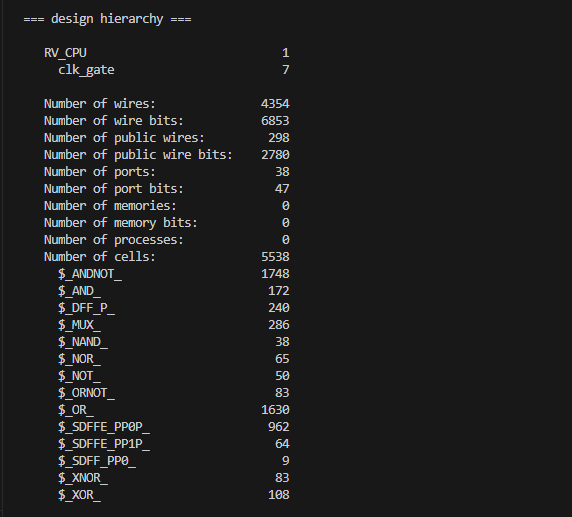 === design hierarchy ===
RV_CPU 1
clk_gate 7
Number of wires: 4354
Number of wire bits: 6853
Number of public wires: 298
Number of public wire bits: 2780
Number of ports: 38
Number of port bits: 47
Number of memories: 0
Number of memory bits: 0
Number of processes: 0
Number of cells: 5538
$_ANDNOT_ 1748
$_AND_ 172
$_DFF_P_ 240
$_MUX_ 286
$_NAND_ 38
$_NOR_ 65
$_NOT_ 50
$_ORNOT_ 83
$_OR_ 1630
$_SDFFE_PP0P_ 962
$_SDFFE_PP1P_ 64
$_SDFF_PP0_ 9
$_XNOR_ 83
$_XOR_ 108